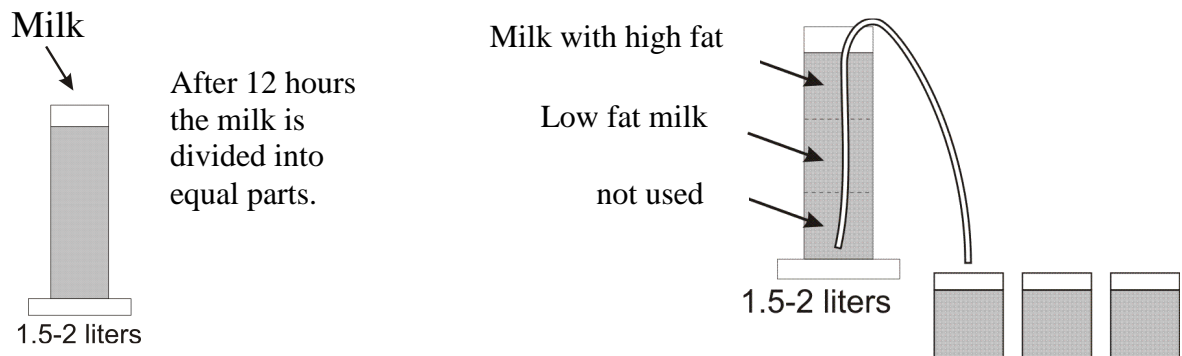 Milk
After 12 hours
the milk is
divided into
equal parts.
1.5-2 liters
Milk with high fat
Low fat milk
not used
1.5-2 liters